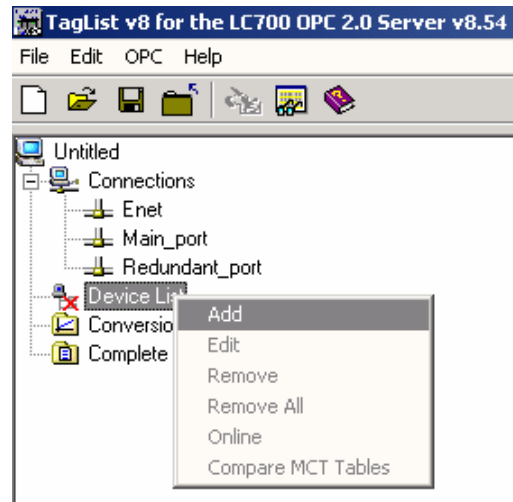 TagList v8 for the LC700 OPC 2.0 Server v8.54
File Edit OPC Help
Untitled
Connections
Enet
Main_port
Redundant_port
Device List
Add
Conversio
Edit
Complete
Remove
Remove All
Online
Compare MCT Tables